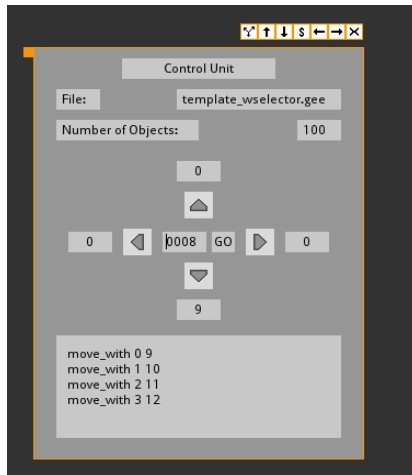 $
Control Unit
File: template_wselector.gee
Number of Objects: 100
0
0 0008 GO 0
9
move_with 0 9
move_with 1 10
move_with 2 11
move_with 3 12